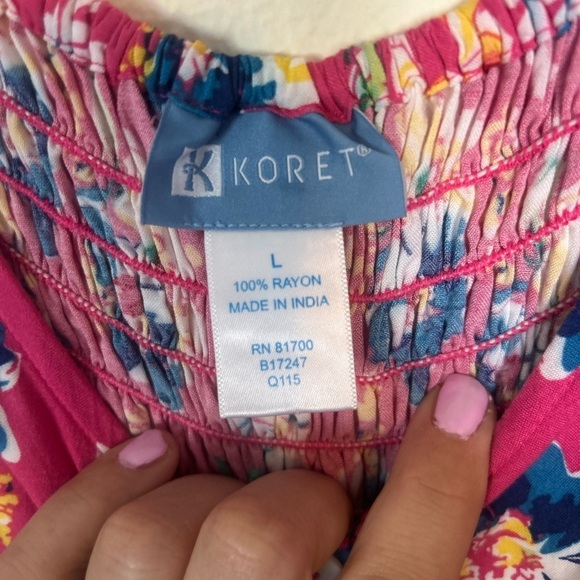 K KORET®
L
100% RAYON
MADE IN INDIA
RN 81700
B17247
Q115